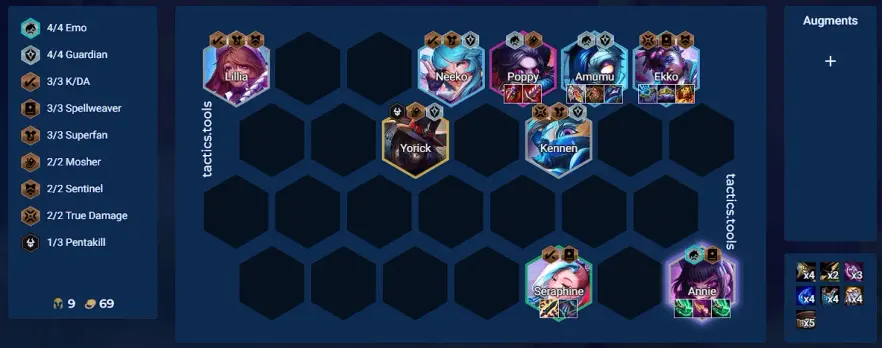 4/4 Emo
4/4 Guardian
3/3 K/DA
3/3 Spellweaver
3/3 Superfan
2/2 Mosher
2/2 Sentinel
2/2 True Damage
1/3 Pentakill
9 69
tactics.tools
Lillia
Neeko
Poppy
Amumu
Ekko
Yorick
Kennen
Seraphine
Annie
tactics.tools
Augments
+
x4 x2 x3
x4 x4 x4
x5